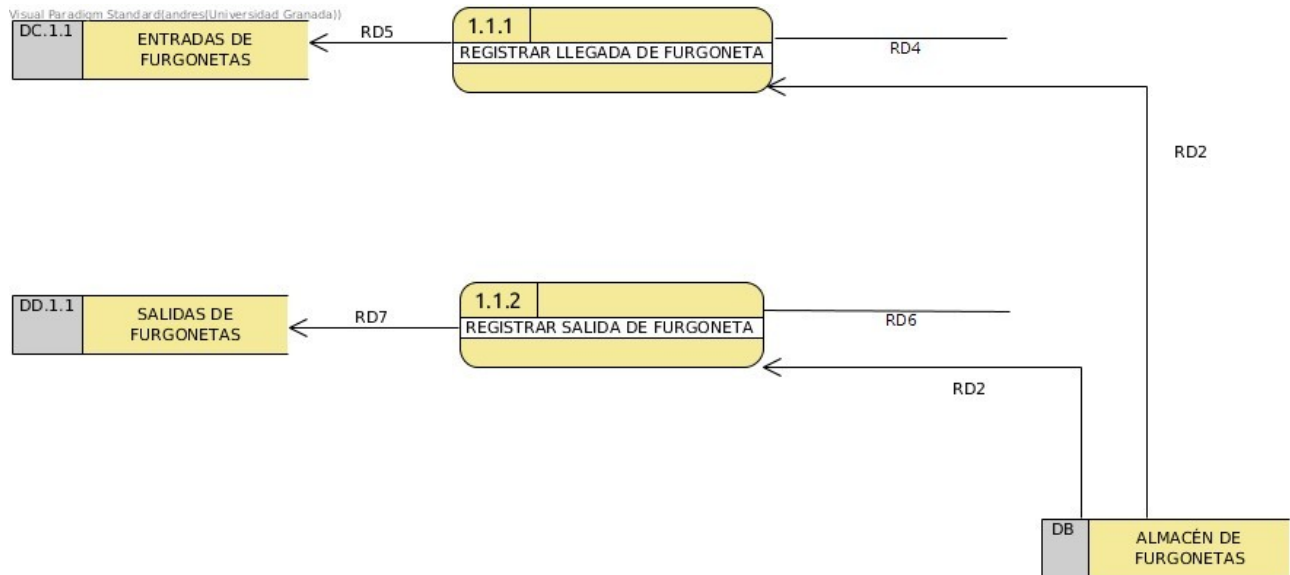 Visual Paradigm Standard(andres(Universidad Granada))
DC.1.1
ENTRADAS DE
FURGONETAS
RD5
1.1.1
REGISTRAR LLEGADA DE FURGONETA
RD4
RD2
DD.1.1
SALIDAS DE
FURGONETAS
RD7
1.1.2
REGISTRAR SALIDA DE FURGONETA
RD6
RD2
DB
ALMACÉN DE
FURGONETAS